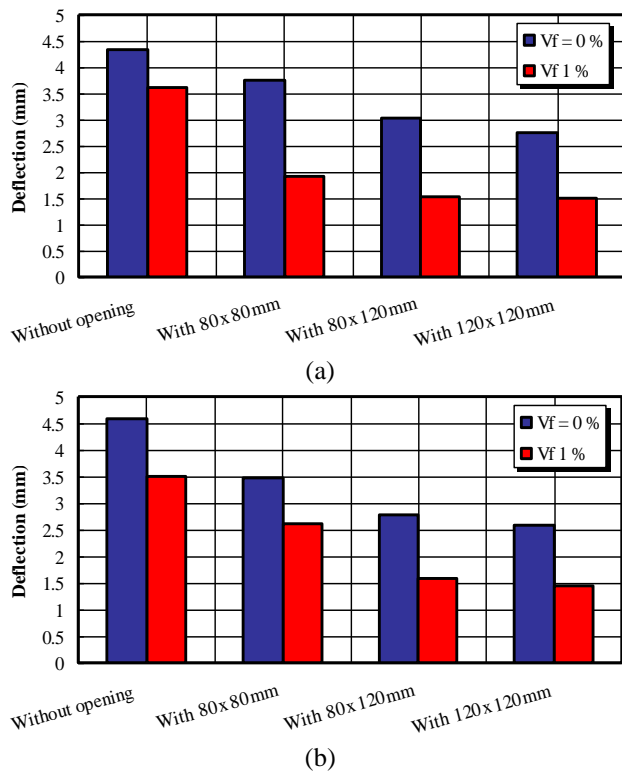 5
4.5
4
3.5
3
2.5
2
1.5
1
0.5
0
Deflection (mm)
Vf = 0 %
Vf 1 %
Without opening
With 80x80mm
With 80x120mm
With 120x120mm
(a)
5
4.5
4
3.5
3
2.5
2
1.5
1
0.5
0
Deflection (mm)
Vf = 0 %
Vf 1 %
Without opening
With 80x80mm
With 80x120mm
With 120x120mm
(b)